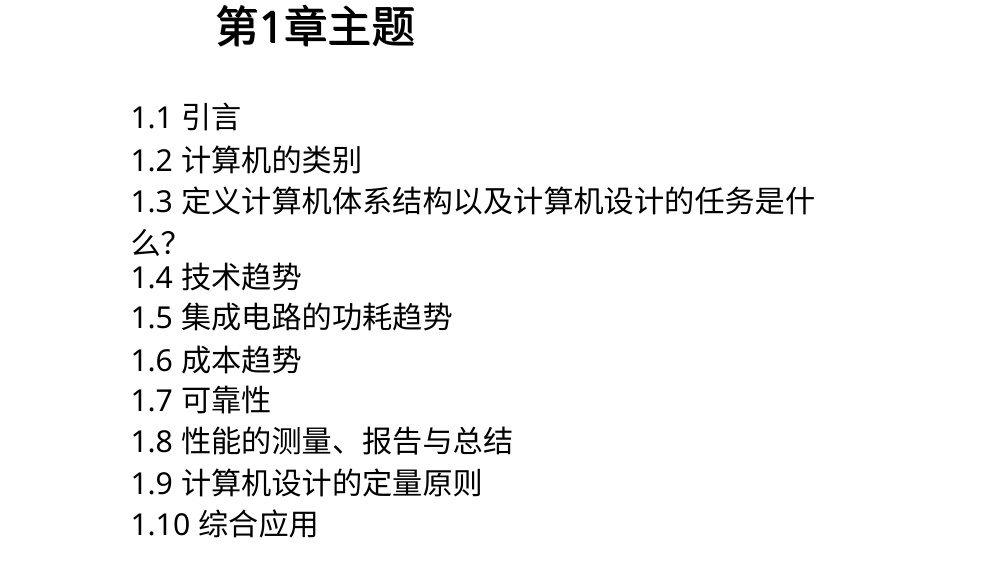 第1章主题
1.1 引言
1.2 计算机的类别
1.3 定义计算机体系结构以及计算机设计的任务是什
么?
1.4 技术趋势
1.5 集成电路的功耗趋势
1.6 成本趋势
1.7 可靠性
1.8 性能的测量、报告与总结
1.9 计算机设计的定量原则
1.10 综合应用